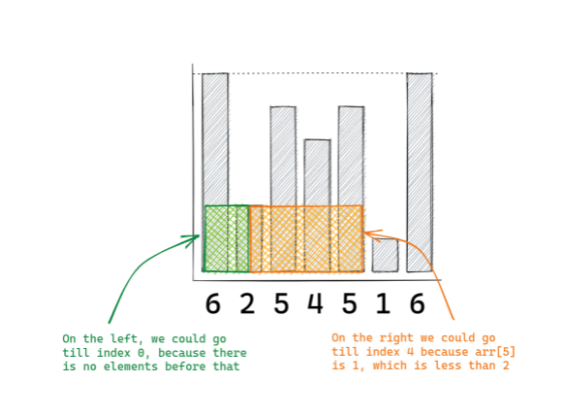 6 2 5 4 5 1 6
On the left, we could go
till index 0, because there
is no elements before that
On the right we could go
till index 4 because arr[5]
is 1, which is less than 2